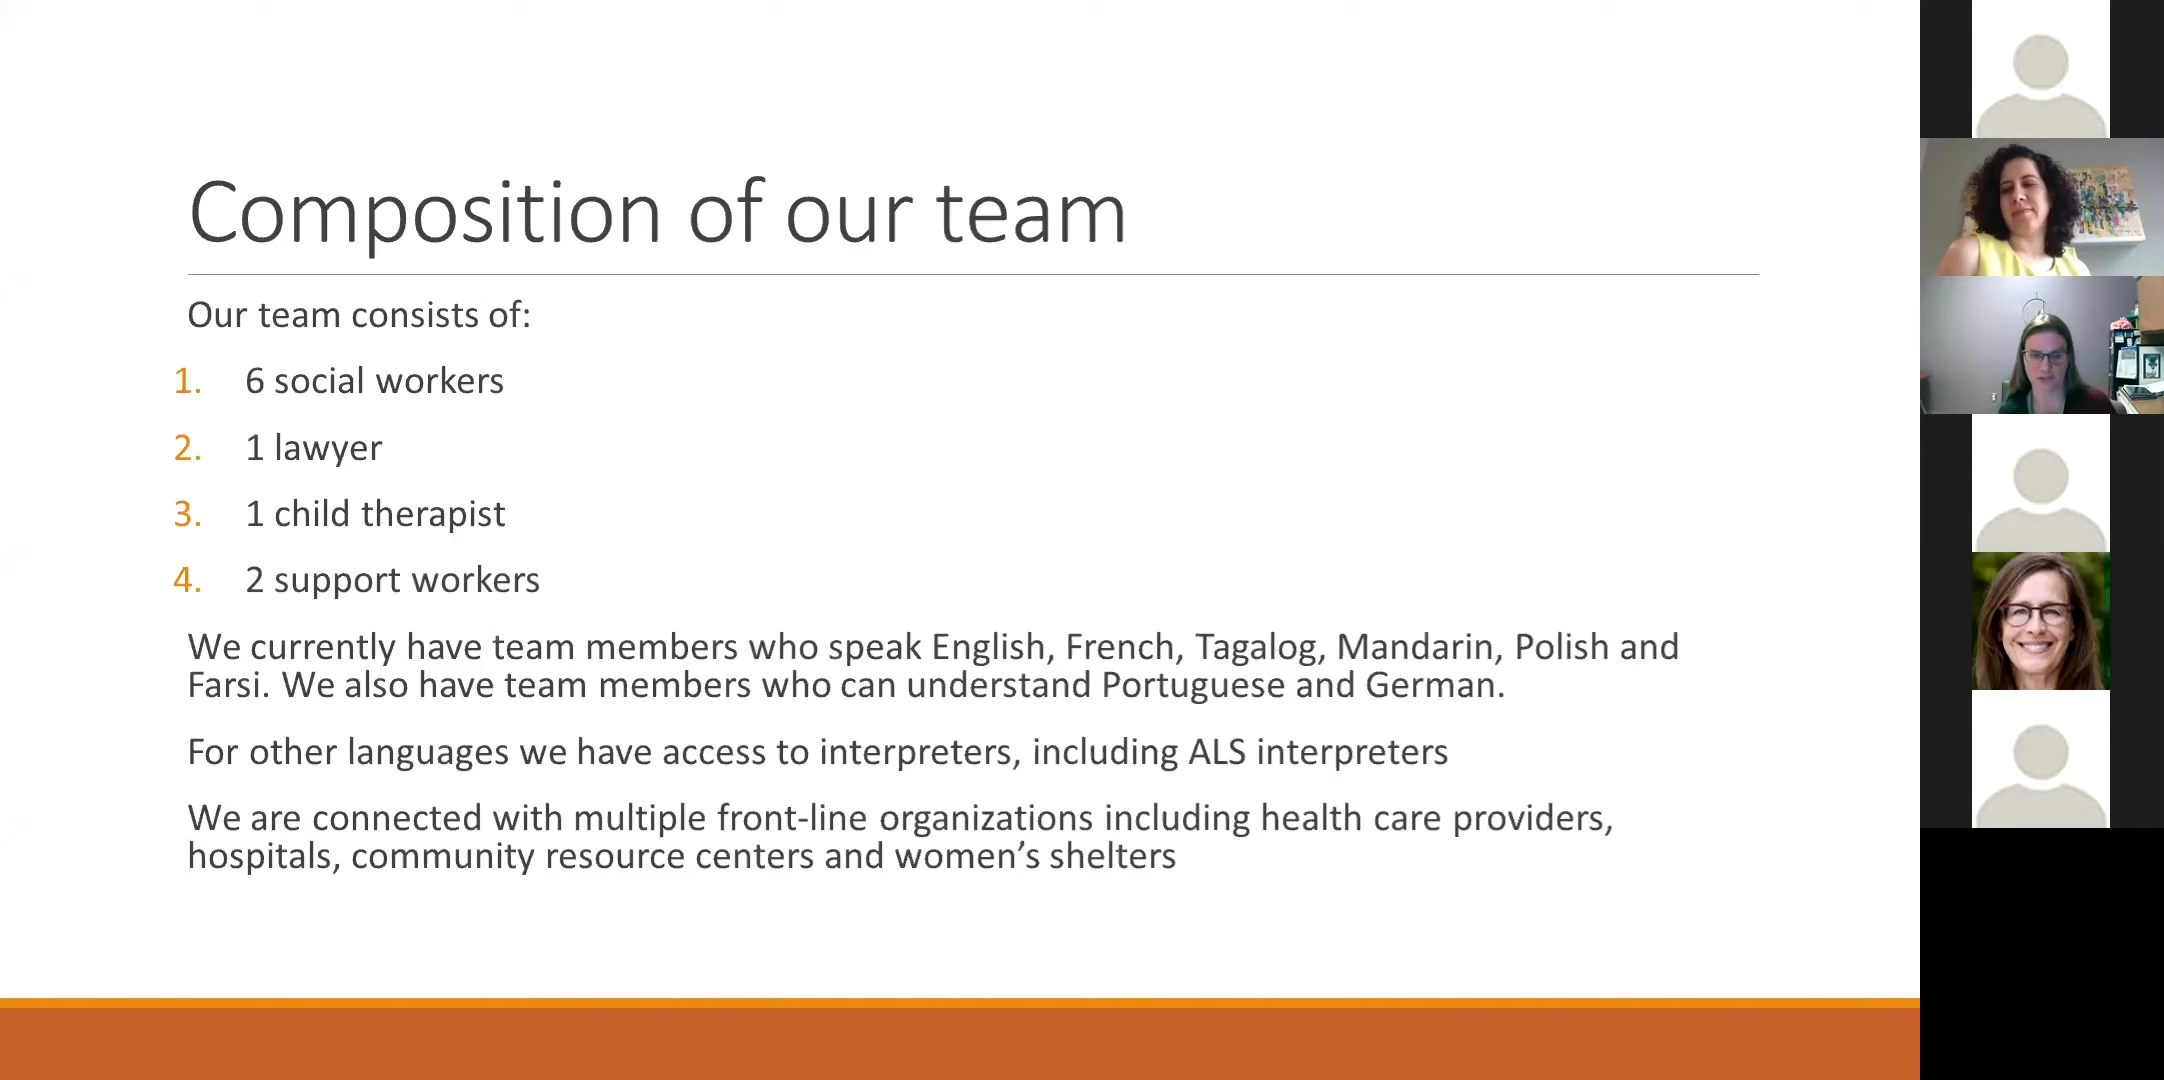 Composition of our team
Our team consists of:
1. 6 social workers
2. 1 lawyer
3. 1 child therapist
4. 2 support workers
We currently have team members who speak English, French, Tagalog, Mandarin, Polish and
Farsi. We also have team members who can understand Portuguese and German.
For other languages we have access to interpreters, including ALS interpreters
We are connected with multiple front-line organizations including health care providers,
hospitals, community resource centers and women’s shelters